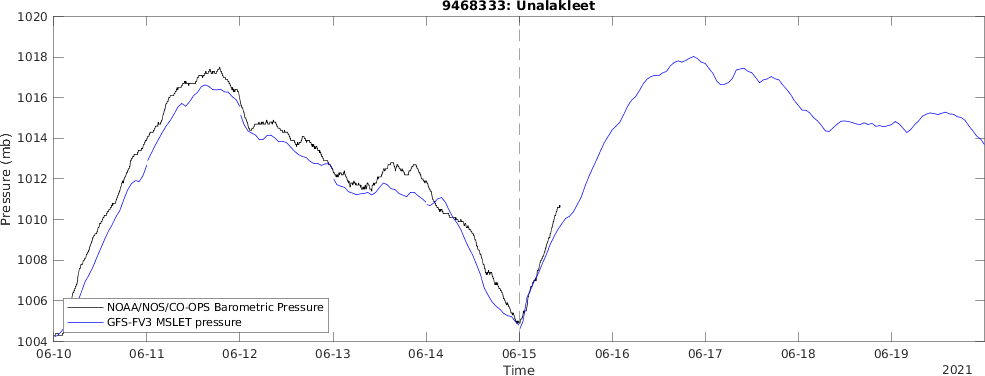 9468333: Unalakleet
1020
1018
1016
1014
1012
1010
1008
1006
1004
Pressure (mb)
NOAA/NOS/CO-OPS Barometric Pressure
GFS-FV3 MSLET pressure
06-10 06-11 06-12 06-13 06-14 06-15 06-16 06-17 06-18 06-19
Time
2021